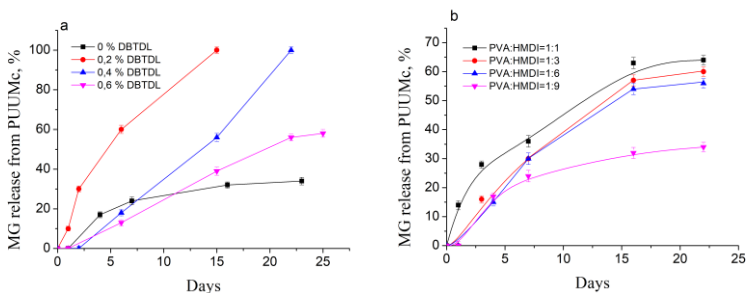 a
0 % DBTDL
0,2 % DBTDL
0,4 % DBTDL
0,6 % DBTDL
MG release from PUUMc, %
100
80
60
40
20
0
0 5 10 15 20 25
Days
b
PVA:HMDI=1:1
PVA:HMDI=1:3
PVA:HMDI=1:6
PVA:HMDI=1:9
MG release from PUUMc, %
70
60
50
40
30
20
10
0
0 5 10 15 20 25
Days